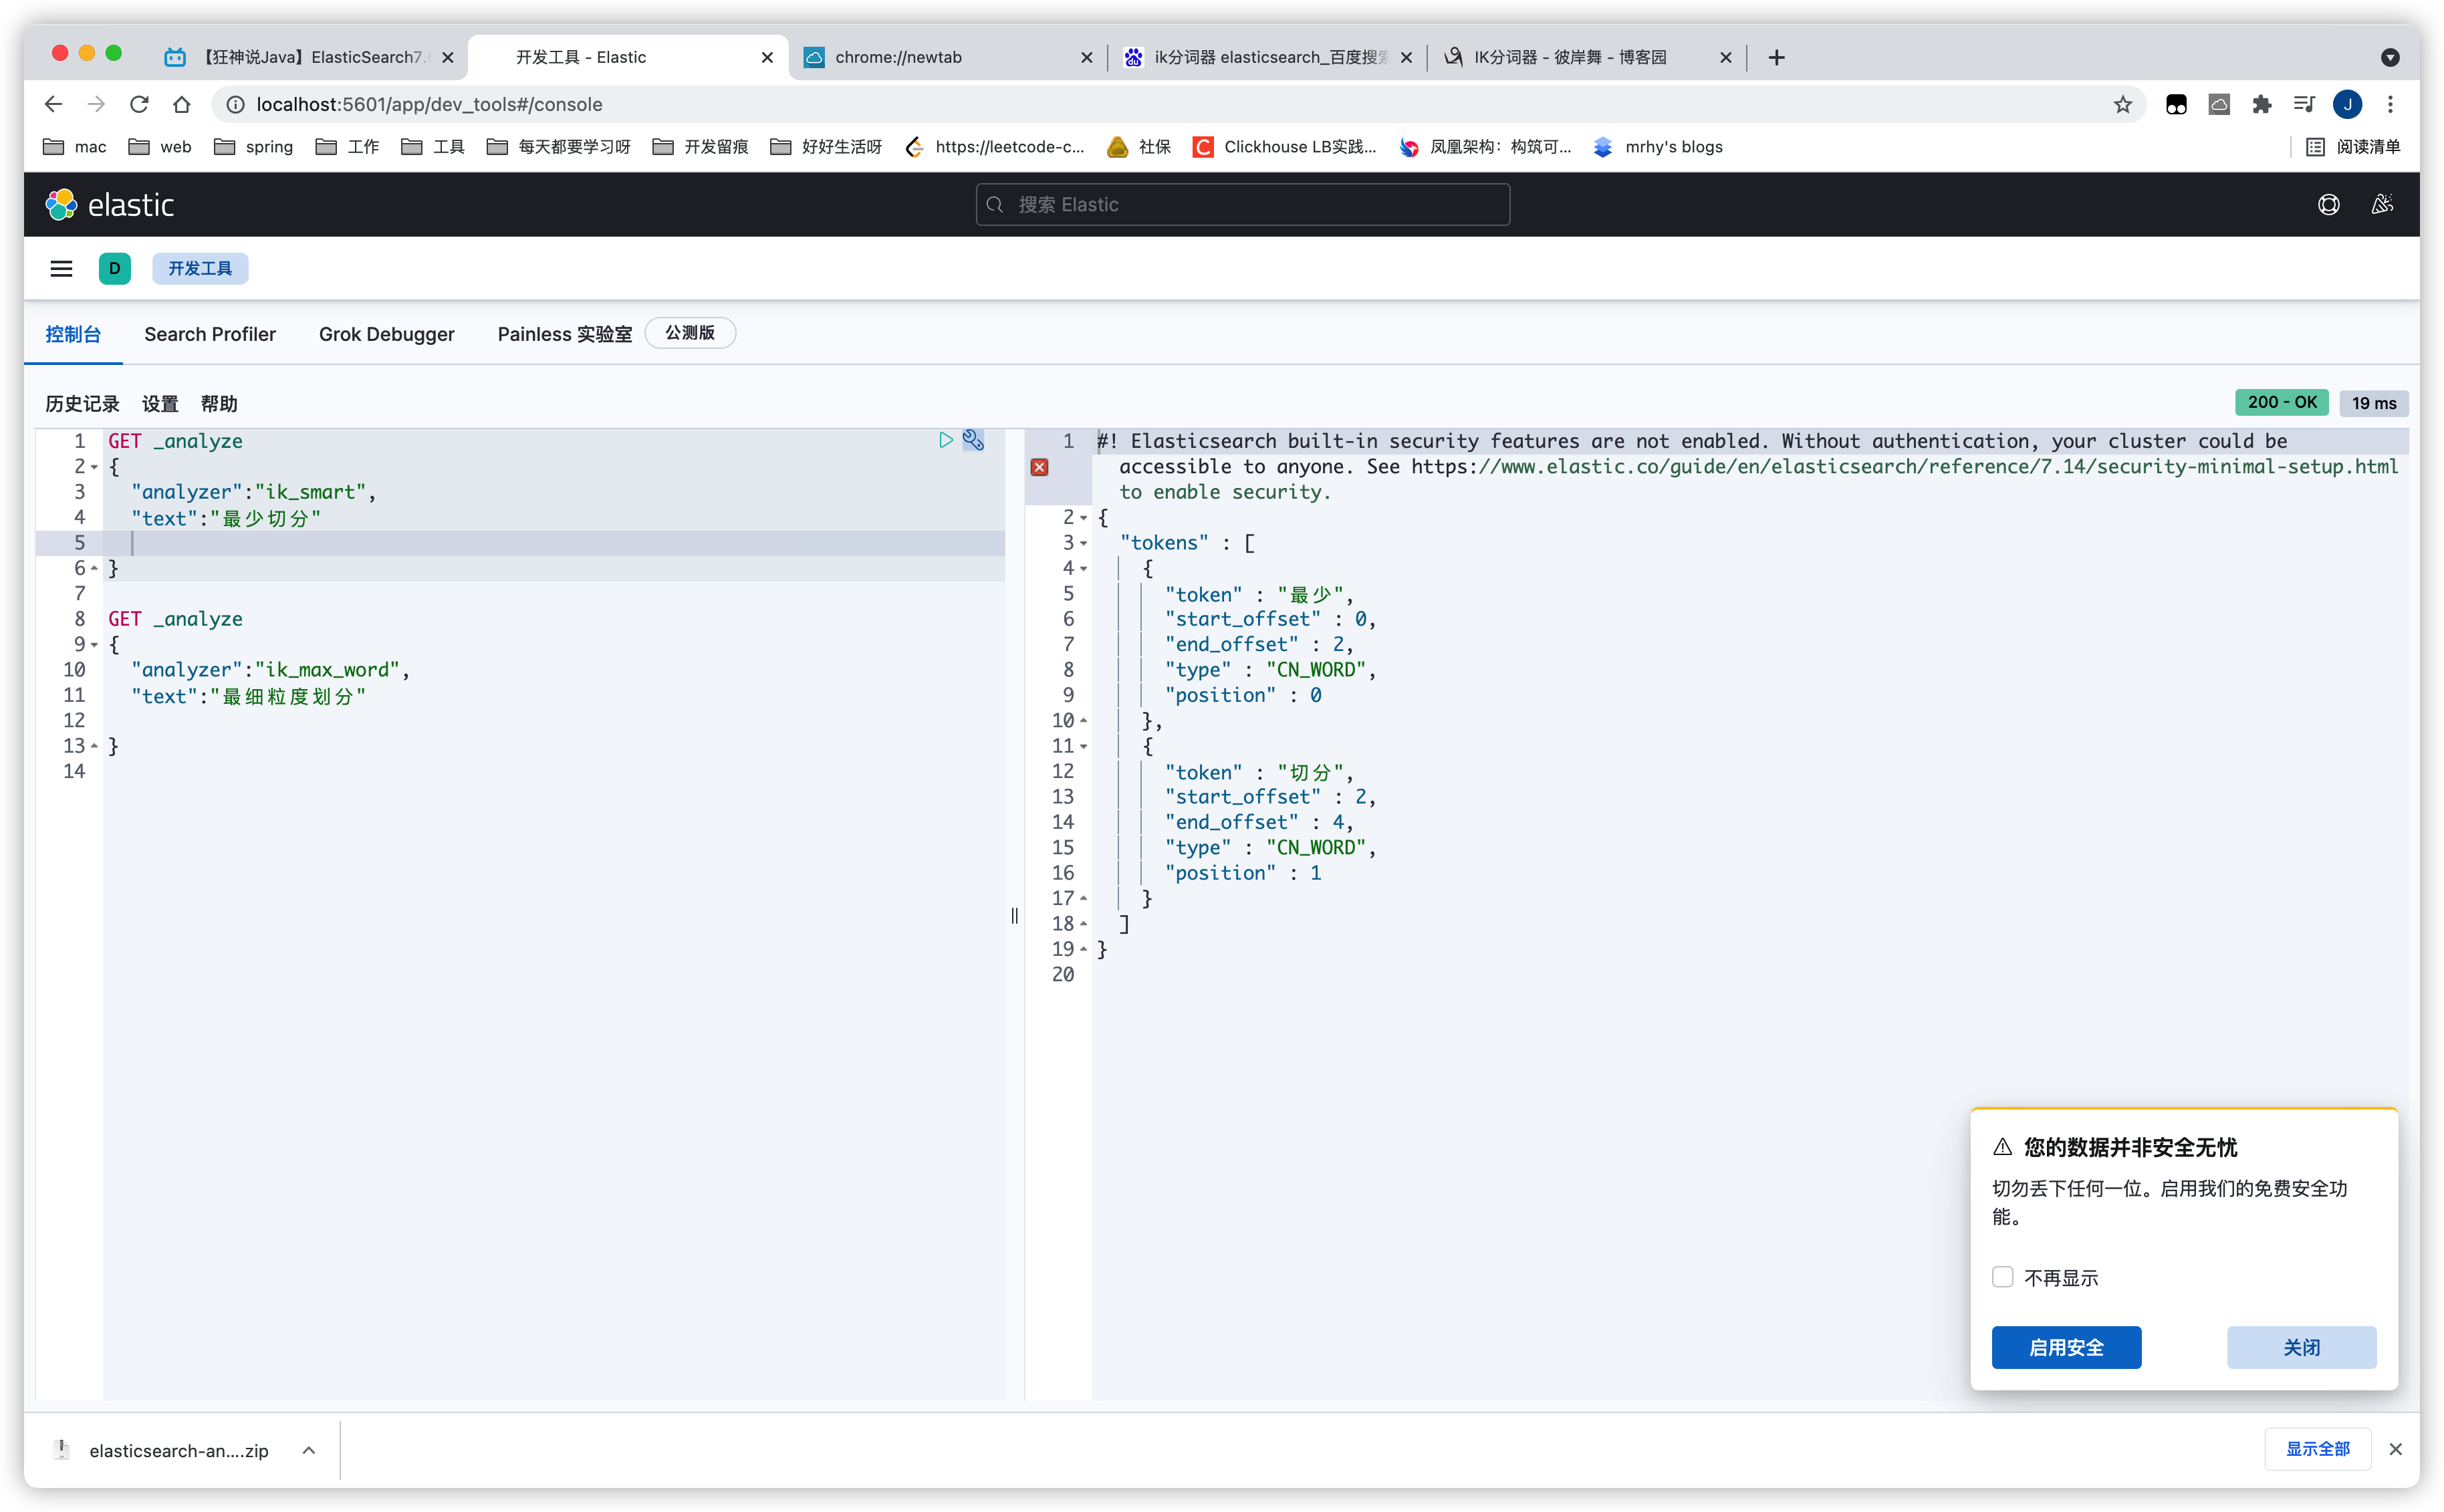 【狂神说Java】ElasticSearch7.
开发工具 - Elastic
chrome://newtab
ik分词器 elasticsearch_百度搜索
IK分词器 - 彼岸舞 - 博客园
localhost:5601/app/dev_tools#/console
J
mac
web
spring
工作
工具
每天都要学习呀
开发留痕
好好生活呀
https://leetcode-c...
社保
Clickhouse LB实践...
凤凰架构：构筑可...
mrhy's blogs
阅读清单
elastic
搜索 Elastic
D
开发工具
控制台
Search Profiler
Grok Debugger
Painless 实验室
公测版
历史记录
设置
帮助
200 - OK
19 ms
1 GET _analyze
2 {
3 "analyzer":"ik_smart",
4 "text":"最少切分"
5
6 }
7
8 GET _analyze
9 {
10 "analyzer":"ik_max_word",
11 "text":"最细粒度划分"
12
13 }
14
1 #! Elasticsearch built-in security features are not enabled. Without authentication, your cluster could be
accessible to anyone. See https://www.elastic.co/guide/en/elasticsearch/reference/7.14/security-minimal-setup.html
to enable security.
2 {
3 "tokens" : [
4 {
5 "token" : "最少",
6 "start_offset" : 0,
7 "end_offset" : 2,
8 "type" : "CN_WORD",
9 "position" : 0
10 },
11 {
12 "token" : "切分",
13 "start_offset" : 2,
14 "end_offset" : 4,
15 "type" : "CN_WORD",
16 "position" : 1
17 }
18 ]
19 }
20
您的数据并非安全无忧
切勿丢下任何一位。启用我们的免费安全功
能。
不再显示
启用安全
关闭
elasticsearch-an....zip
显示全部